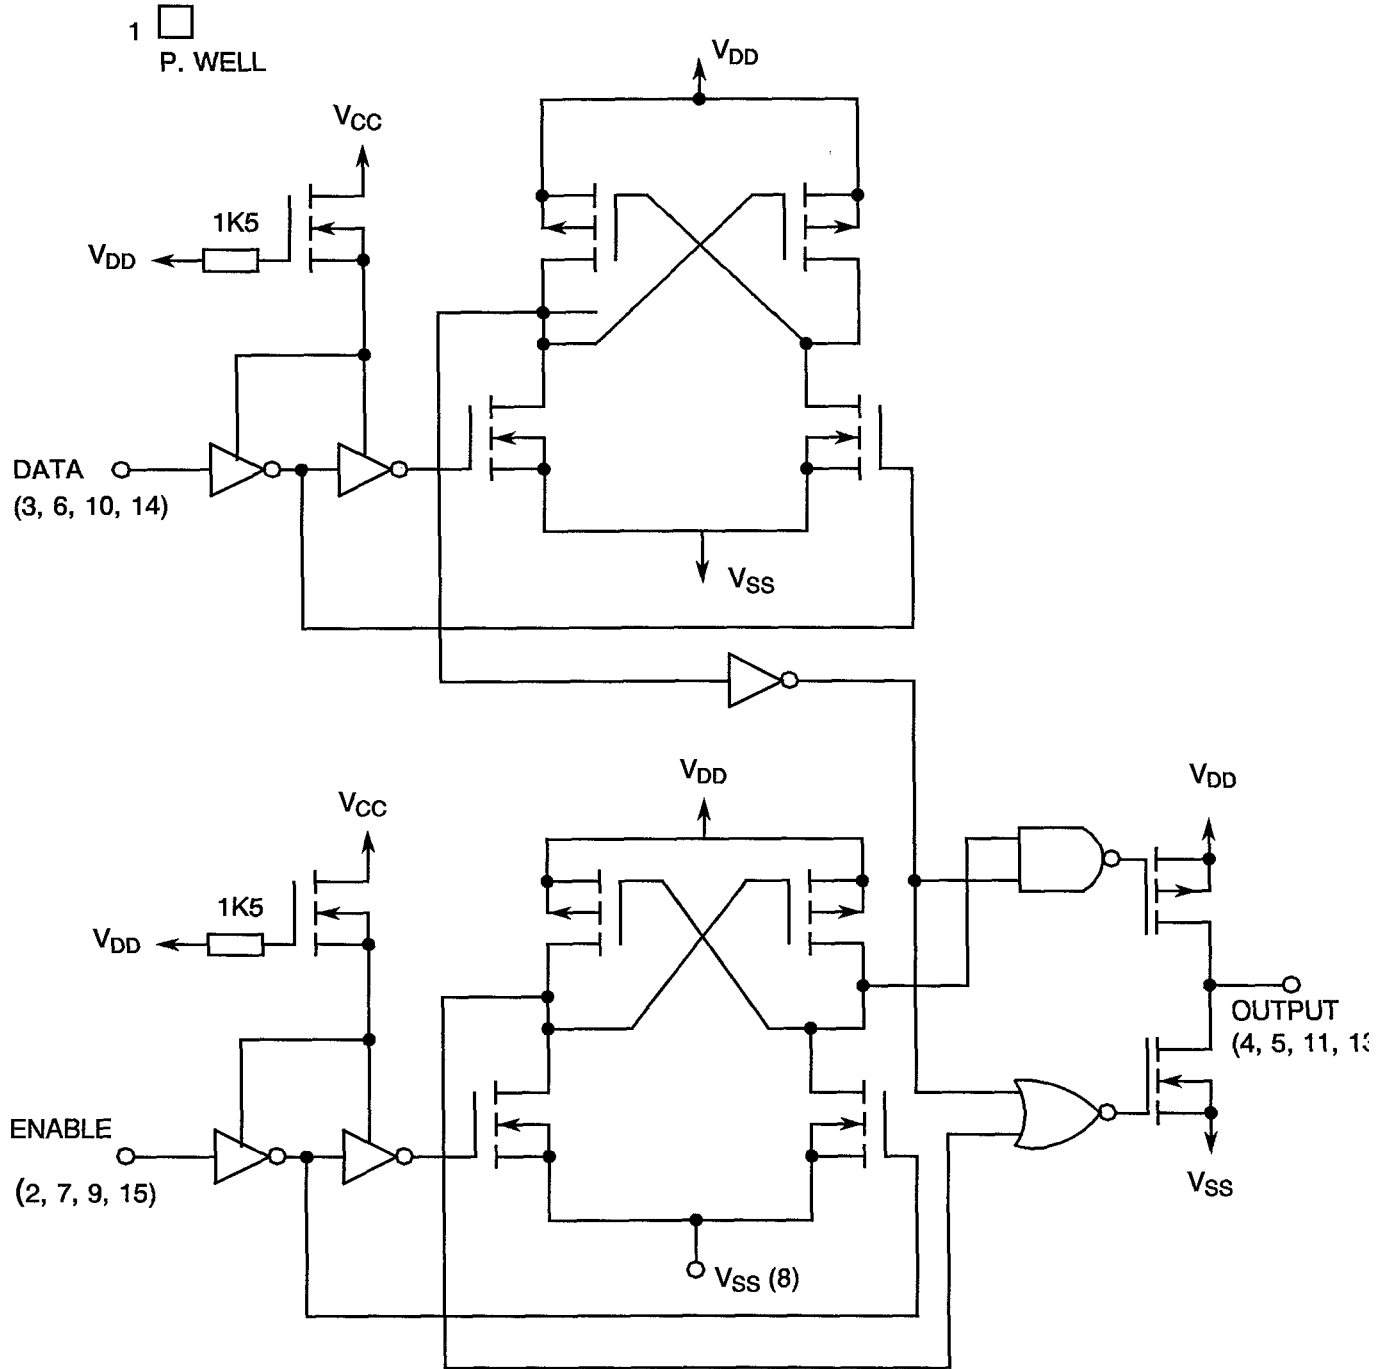 1
P. WELL
VDD
VCC
1K5
VDD
DATA
(3, 6, 10, 14)
VSS
VDD
VDD
VCC
1K5
VDD
OUTPUT
(4, 5, 11, 13
ENABLE
(2, 7, 9, 15)
VSS
VSS (8)